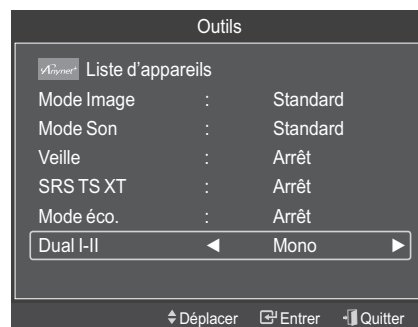 Outils
Anynet+ Liste d'appareils
Mode Image : Standard
Mode Son : Standard
Veille : Arrêt
SRS TS XT : Arrêt
Mode éco. : Arrêt
Dual I-II ◄ Mono ►
Déplacer Entrer Quitter